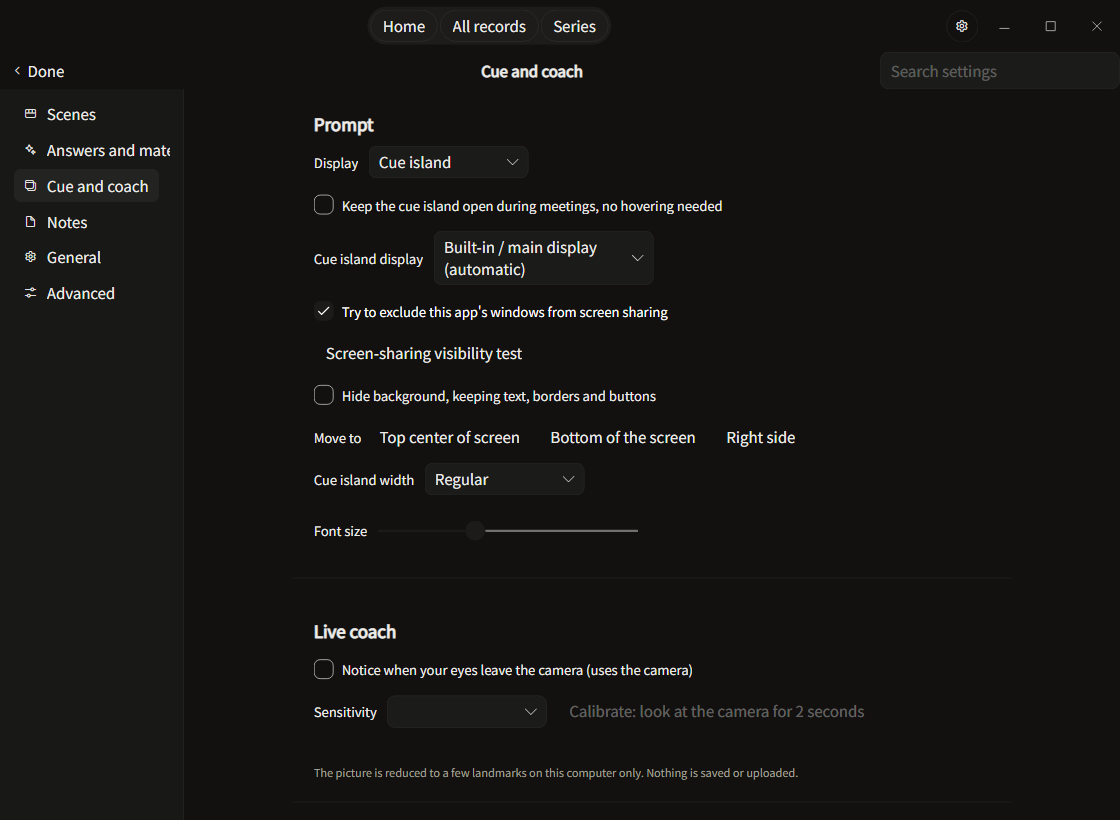 Home All records Series
Done
Cue and coach
Search settings
Scenes
Answers and mate
Cue and coach
Notes
General
Advanced
Prompt
Display Cue island
Keep the cue island open during meetings, no hovering needed
Cue island display Built-in / main display
(automatic)
Try to exclude this app's windows from screen sharing
Screen-sharing visibility test
Hide background, keeping text, borders and buttons
Move to Top center of screen Bottom of the screen Right side
Cue island width Regular
Font size
Live coach
Notice when your eyes leave the camera (uses the camera)
Sensitivity Calibrate: look at the camera for 2 seconds
The picture is reduced to a few landmarks on this computer only. Nothing is saved or uploaded.